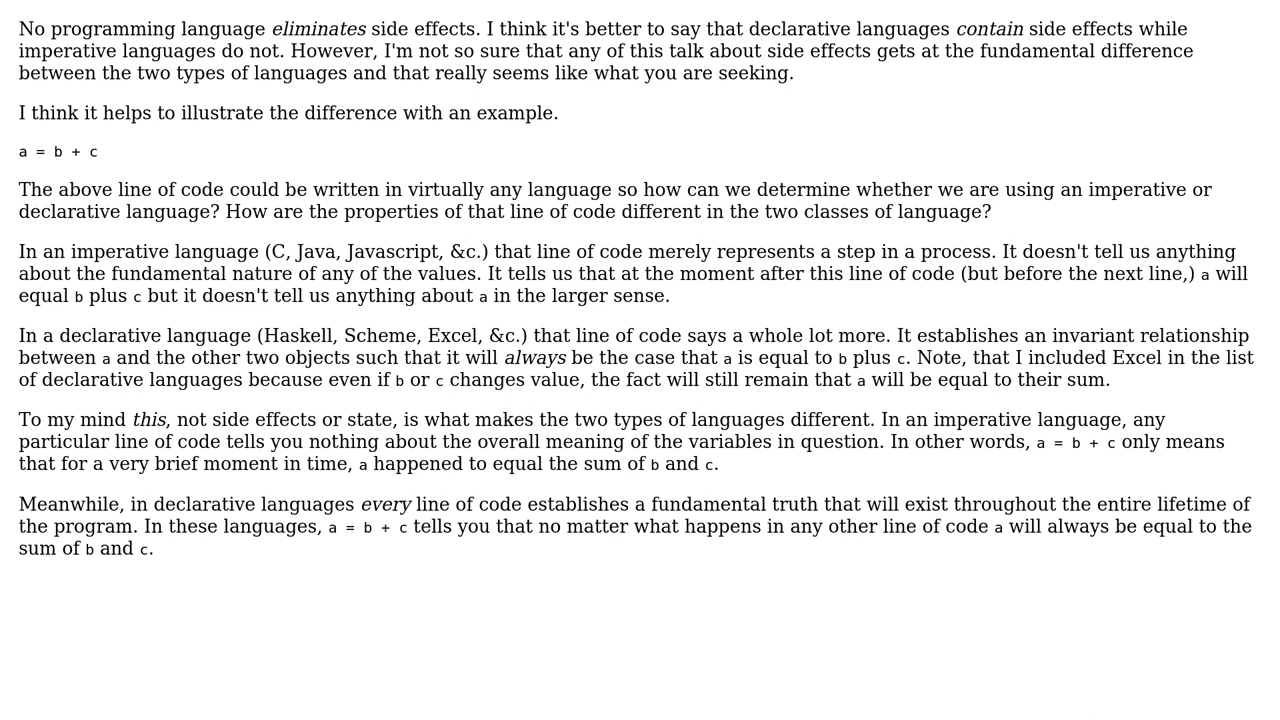 No programming language eliminates side effects. I think it's better to say that declarative languages contain side effects while
imperative languages do not. However, I'm not so sure that any of this talk about side effects gets at the fundamental difference
between the two types of languages and that really seems like what you are seeking.
I think it helps to illustrate the difference with an example.
a = b + c
The above line of code could be written in virtually any language so how can we determine whether we are using an imperative or
declarative language? How are the properties of that line of code different in the two classes of language?
In an imperative language (C, Java, Javascript, &c.) that line of code merely represents a step in a process. It doesn't tell us anything
about the fundamental nature of any of the values. It tells us that at the moment after this line of code (but before the next line,) a will
equal b plus c but it doesn't tell us anything about a in the larger sense.
In a declarative language (Haskell, Scheme, Excel, &c.) that line of code says a whole lot more. It establishes an invariant relationship
between a and the other two objects such that it will always be the case that a is equal to b plus c. Note, that I included Excel in the list
of declarative languages because even if b or c changes value, the fact will still remain that a will be equal to their sum.
To my mind this, not side effects or state, is what makes the two types of languages different. In an imperative language, any
particular line of code tells you nothing about the overall meaning of the variables in question. In other words, a = b + c only means
that for a very brief moment in time, a happened to equal the sum of b and c.
Meanwhile, in declarative languages every line of code establishes a fundamental truth that will exist throughout the entire lifetime of
the program. In these languages, a = b + c tells you that no matter what happens in any other line of code a will always be equal to the
sum of b and c.